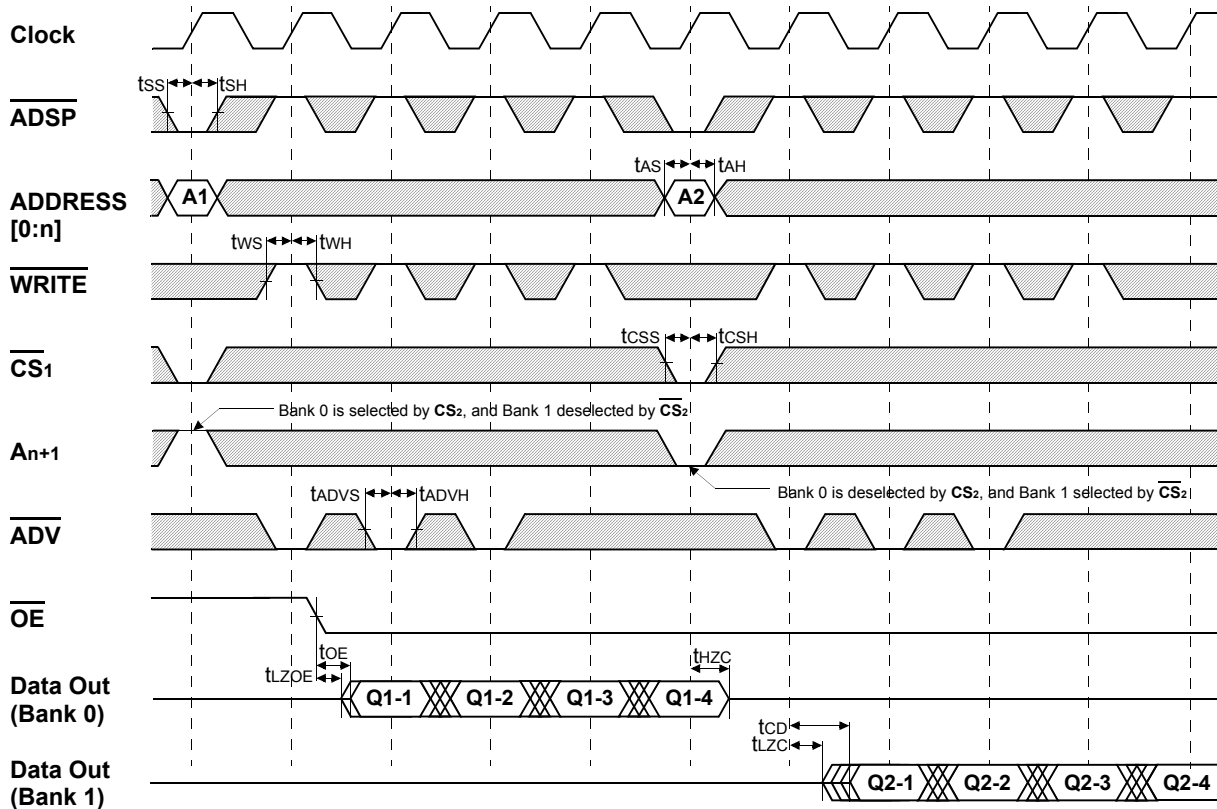 Clock
tSS tSH
ADSP
tAS tAH
ADDRESS
[0:n]
A1 A2
tWS tWH
WRITE
tCSS tCSH
CS1
Bank 0 is selected by CS2, and Bank 1 deselected by CS2
An+1
Bank 0 is deselected by CS2, and Bank 1 selected by CS2
tADVS tADVH
ADV
OE
tOE
tLZOE
tHZC
Data Out
(Bank 0)
Q1-1 Q1-2 Q1-3 Q1-4
tCD
tLZC
Data Out
(Bank 1)
Q2-1 Q2-2 Q2-3 Q2-4